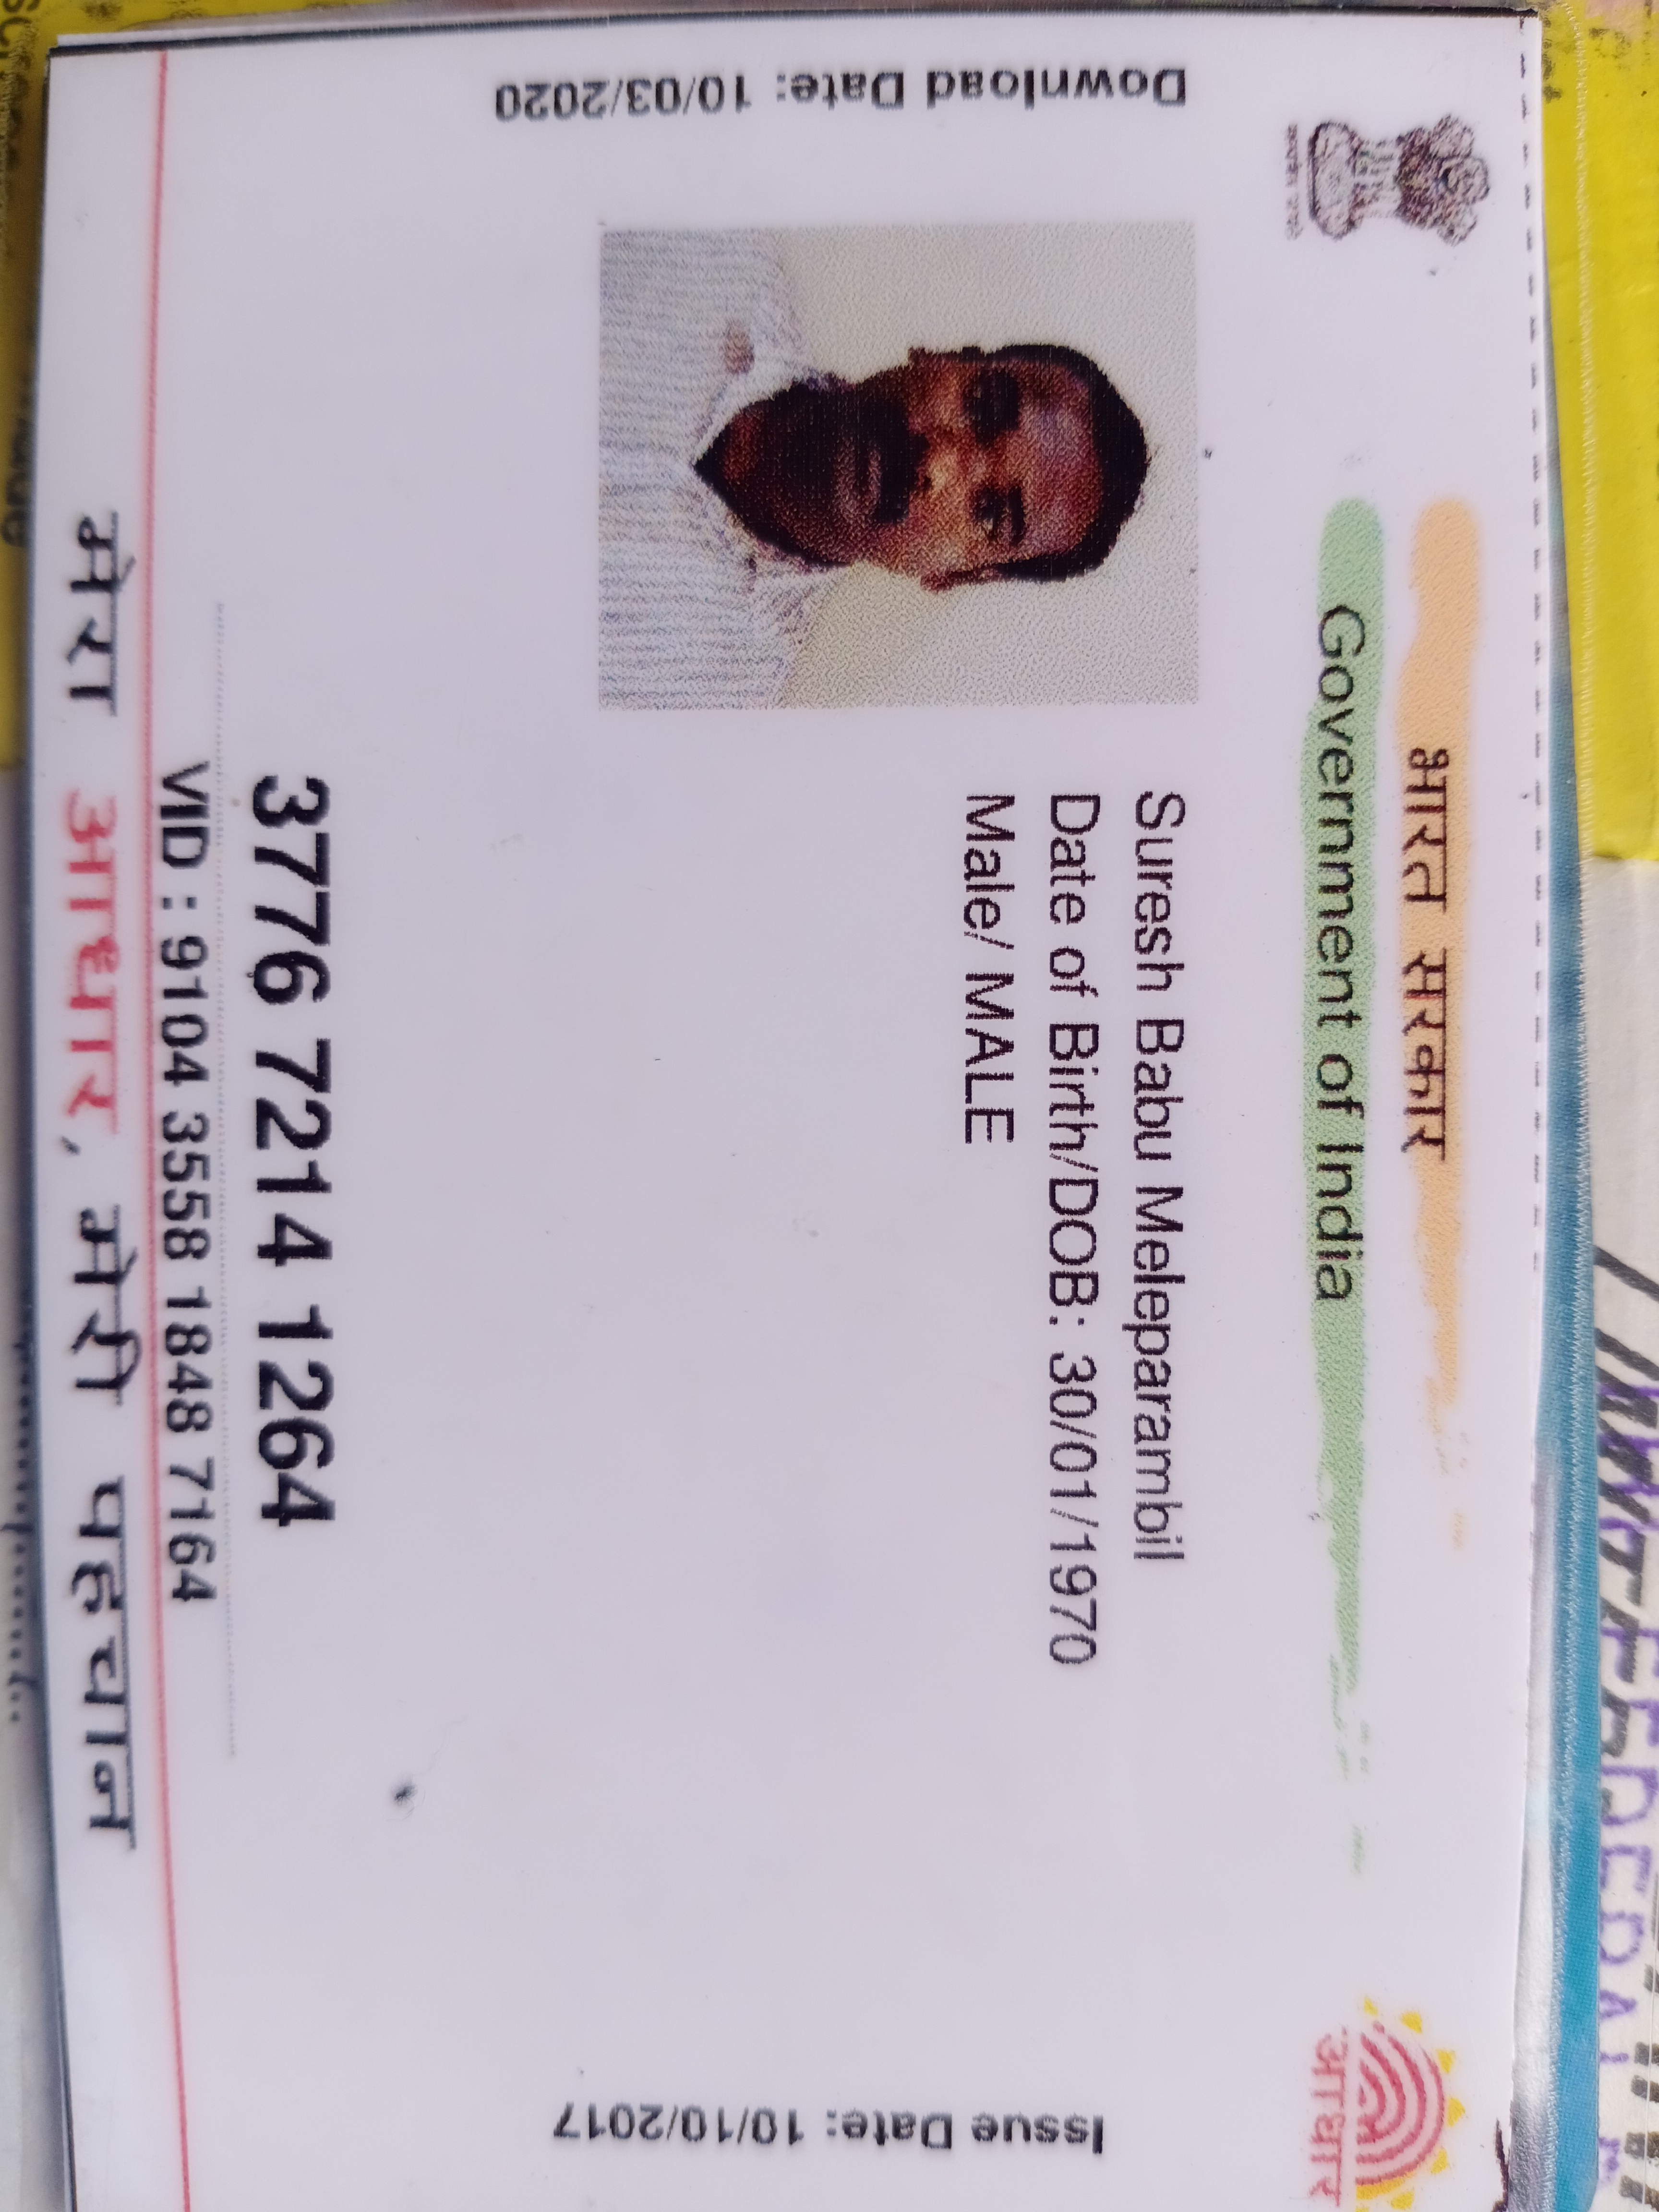 भारत सरकार
Government of India
Download Date: 10/03/2020
Suresh Babu Meleparambil
Date of Birth/DOB: 30/01/1970
Male/ MALE
Issue Date: 10/10/2017
आधार
3776 7214 1264
VID : 9104 3558 1848 7164
मेरा आधार, मेरी पहचान